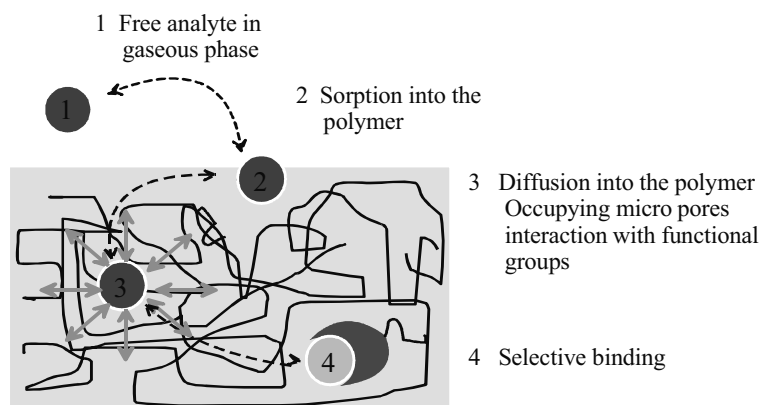 1 Free analyte in
gaseous phase
1
2 Sorption into the
polymer
2
3 Diffusion into the polymer
Occupying micro pores
interaction with functional
groups
3
4
4 Selective binding